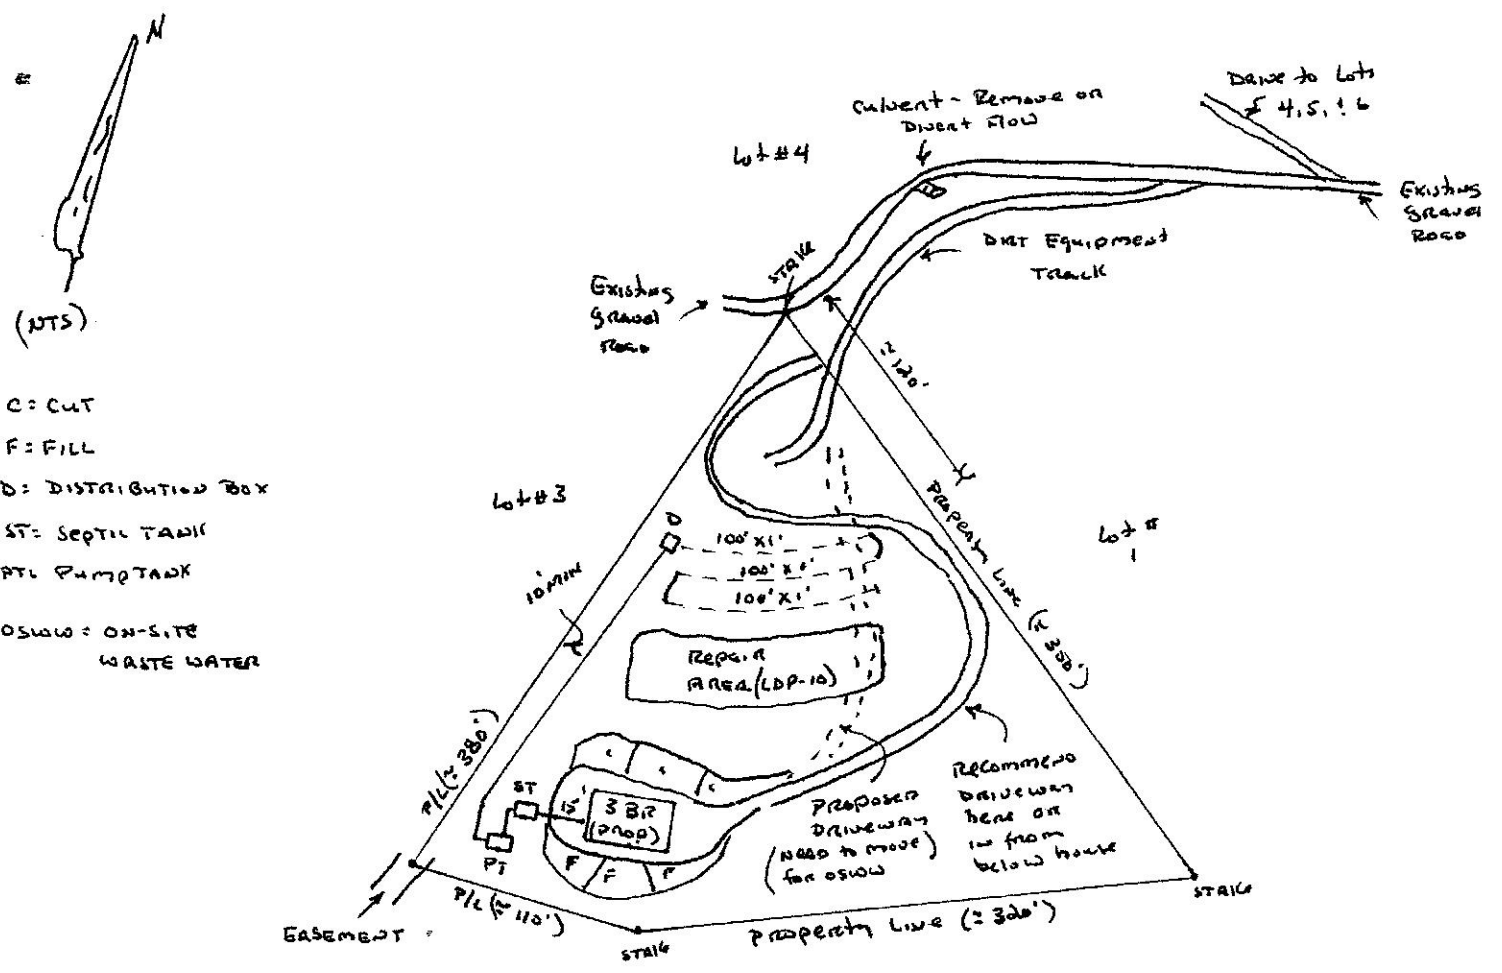 N
(NTS)
C = CUT
F = FILL
D = DISTRIBUTION BOX
ST = SEPTIC TANK
PT = PUMP TANK
OSWW = ON-SITE
WASTE WATER
Culvert - Remove or
Divert Flow
Drive to Lots
4, 5, & 6
Lot #4
Existing
Gravel
Road
STAKE
Existing
Gravel
Road
DIRT Equipment
Track
≈120'
Lot #3
D
100' x 1'
100' x 1'
100' x 1'
Property Line (≈ 350')
Lot #
1
10' MIN
Repair
AREA (LDP-10)
P/L (≈ 380')
C
C
C
ST
15'
3 BR
(PROP)
PT
F
F
F
PROPOSED
DRIVEWAY
(NEED to move)
for OSWW
RECOMMEND
DRIVEWAY
here or
in from
below house
EASEMENT
P/L (≈ 110')
STAKE
Property Line (≈ 320')
STAKE